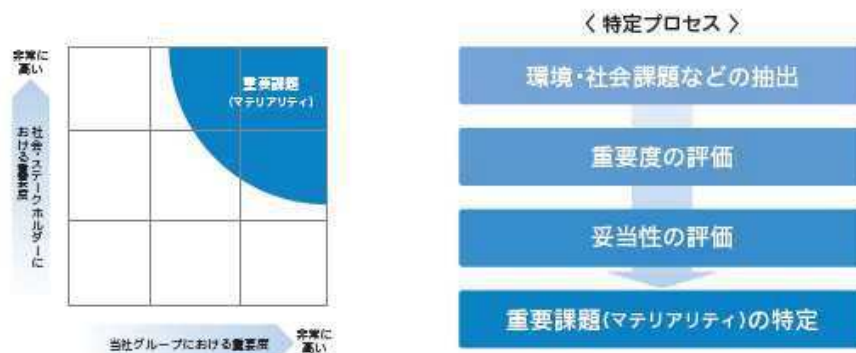 非常に
高い
社会・ステークホルダーに
おける重要度
重要課題
(マテリアリティ)
当社グループにおける重要度
非常に
高い
〈 特定プロセス 〉
環境・社会課題などの抽出
重要度の評価
妥当性の評価
重要課題(マテリアリティ)の特定